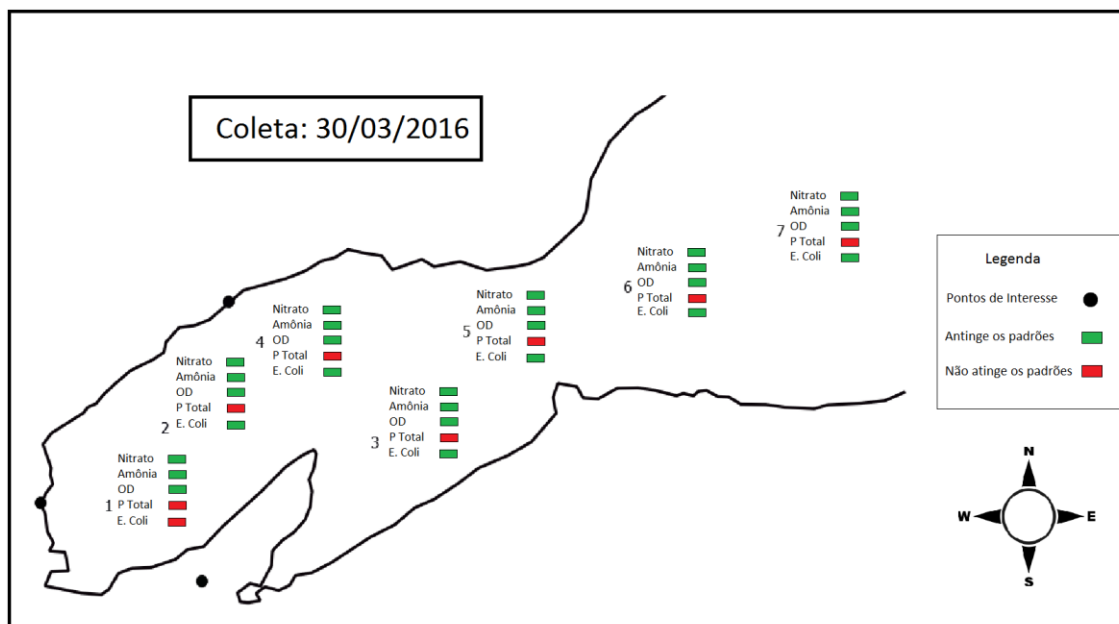 Coleta: 30/03/2016
Nitrato
Amônia
OD
7
P Total
E. Coli
Nitrato
Amônia
6
OD
P Total
E. Coli
Nitrato
Amônia
5
OD
P Total
E. Coli
Nitrato
Amônia
4
OD
P Total
E. Coli
Nitrato
Amônia
OD
P Total
2
E. Coli
Nitrato
Amônia
OD
3
P Total
E. Coli
Nitrato
Amônia
OD
1
P Total
E. Coli
Legenda
Pontos de Interesse
Antinge os padrões
Não atinge os padrões
N
W
E
S